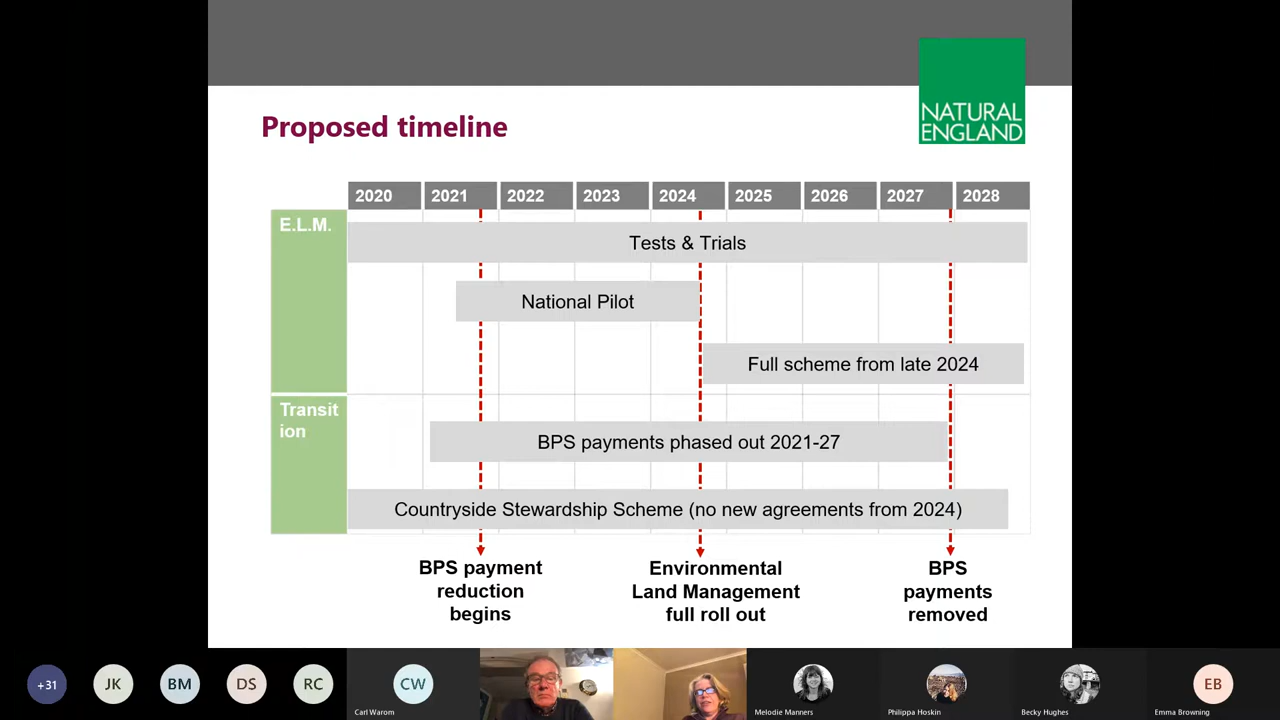 NATURAL
ENGLAND
Proposed timeline
2020 2021 2022 2023 2024 2025 2026 2027 2028
E.L.M.
Tests & Trials
National Pilot
Full scheme from late 2024
Transit
ion
BPS payments phased out 2021-27
Countryside Stewardship Scheme (no new agreements from 2024)
BPS payment
reduction
begins
Environmental
Land Management
full roll out
BPS
payments
removed
+31 JK BM DS RC CW EB
Carl Warom Melodie Manners Philippa Hoskin Becky Hughes Emma Browning